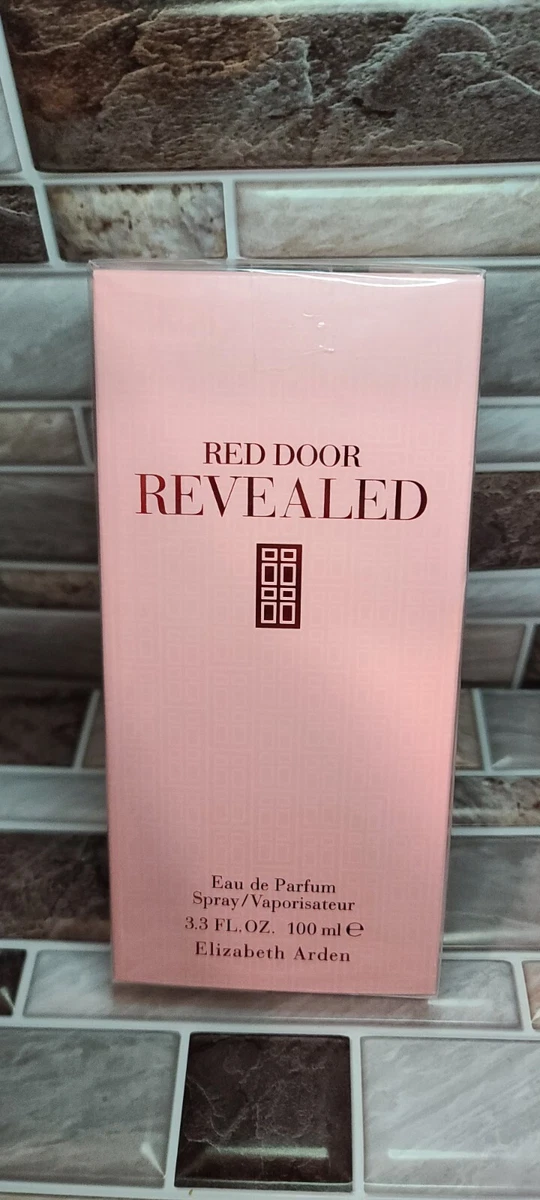 RED DOOR
REVEALED
Eau de Parfum
Spray/Vaporisateur
3.3 FL.OZ. 100 ml ℮
Elizabeth Arden